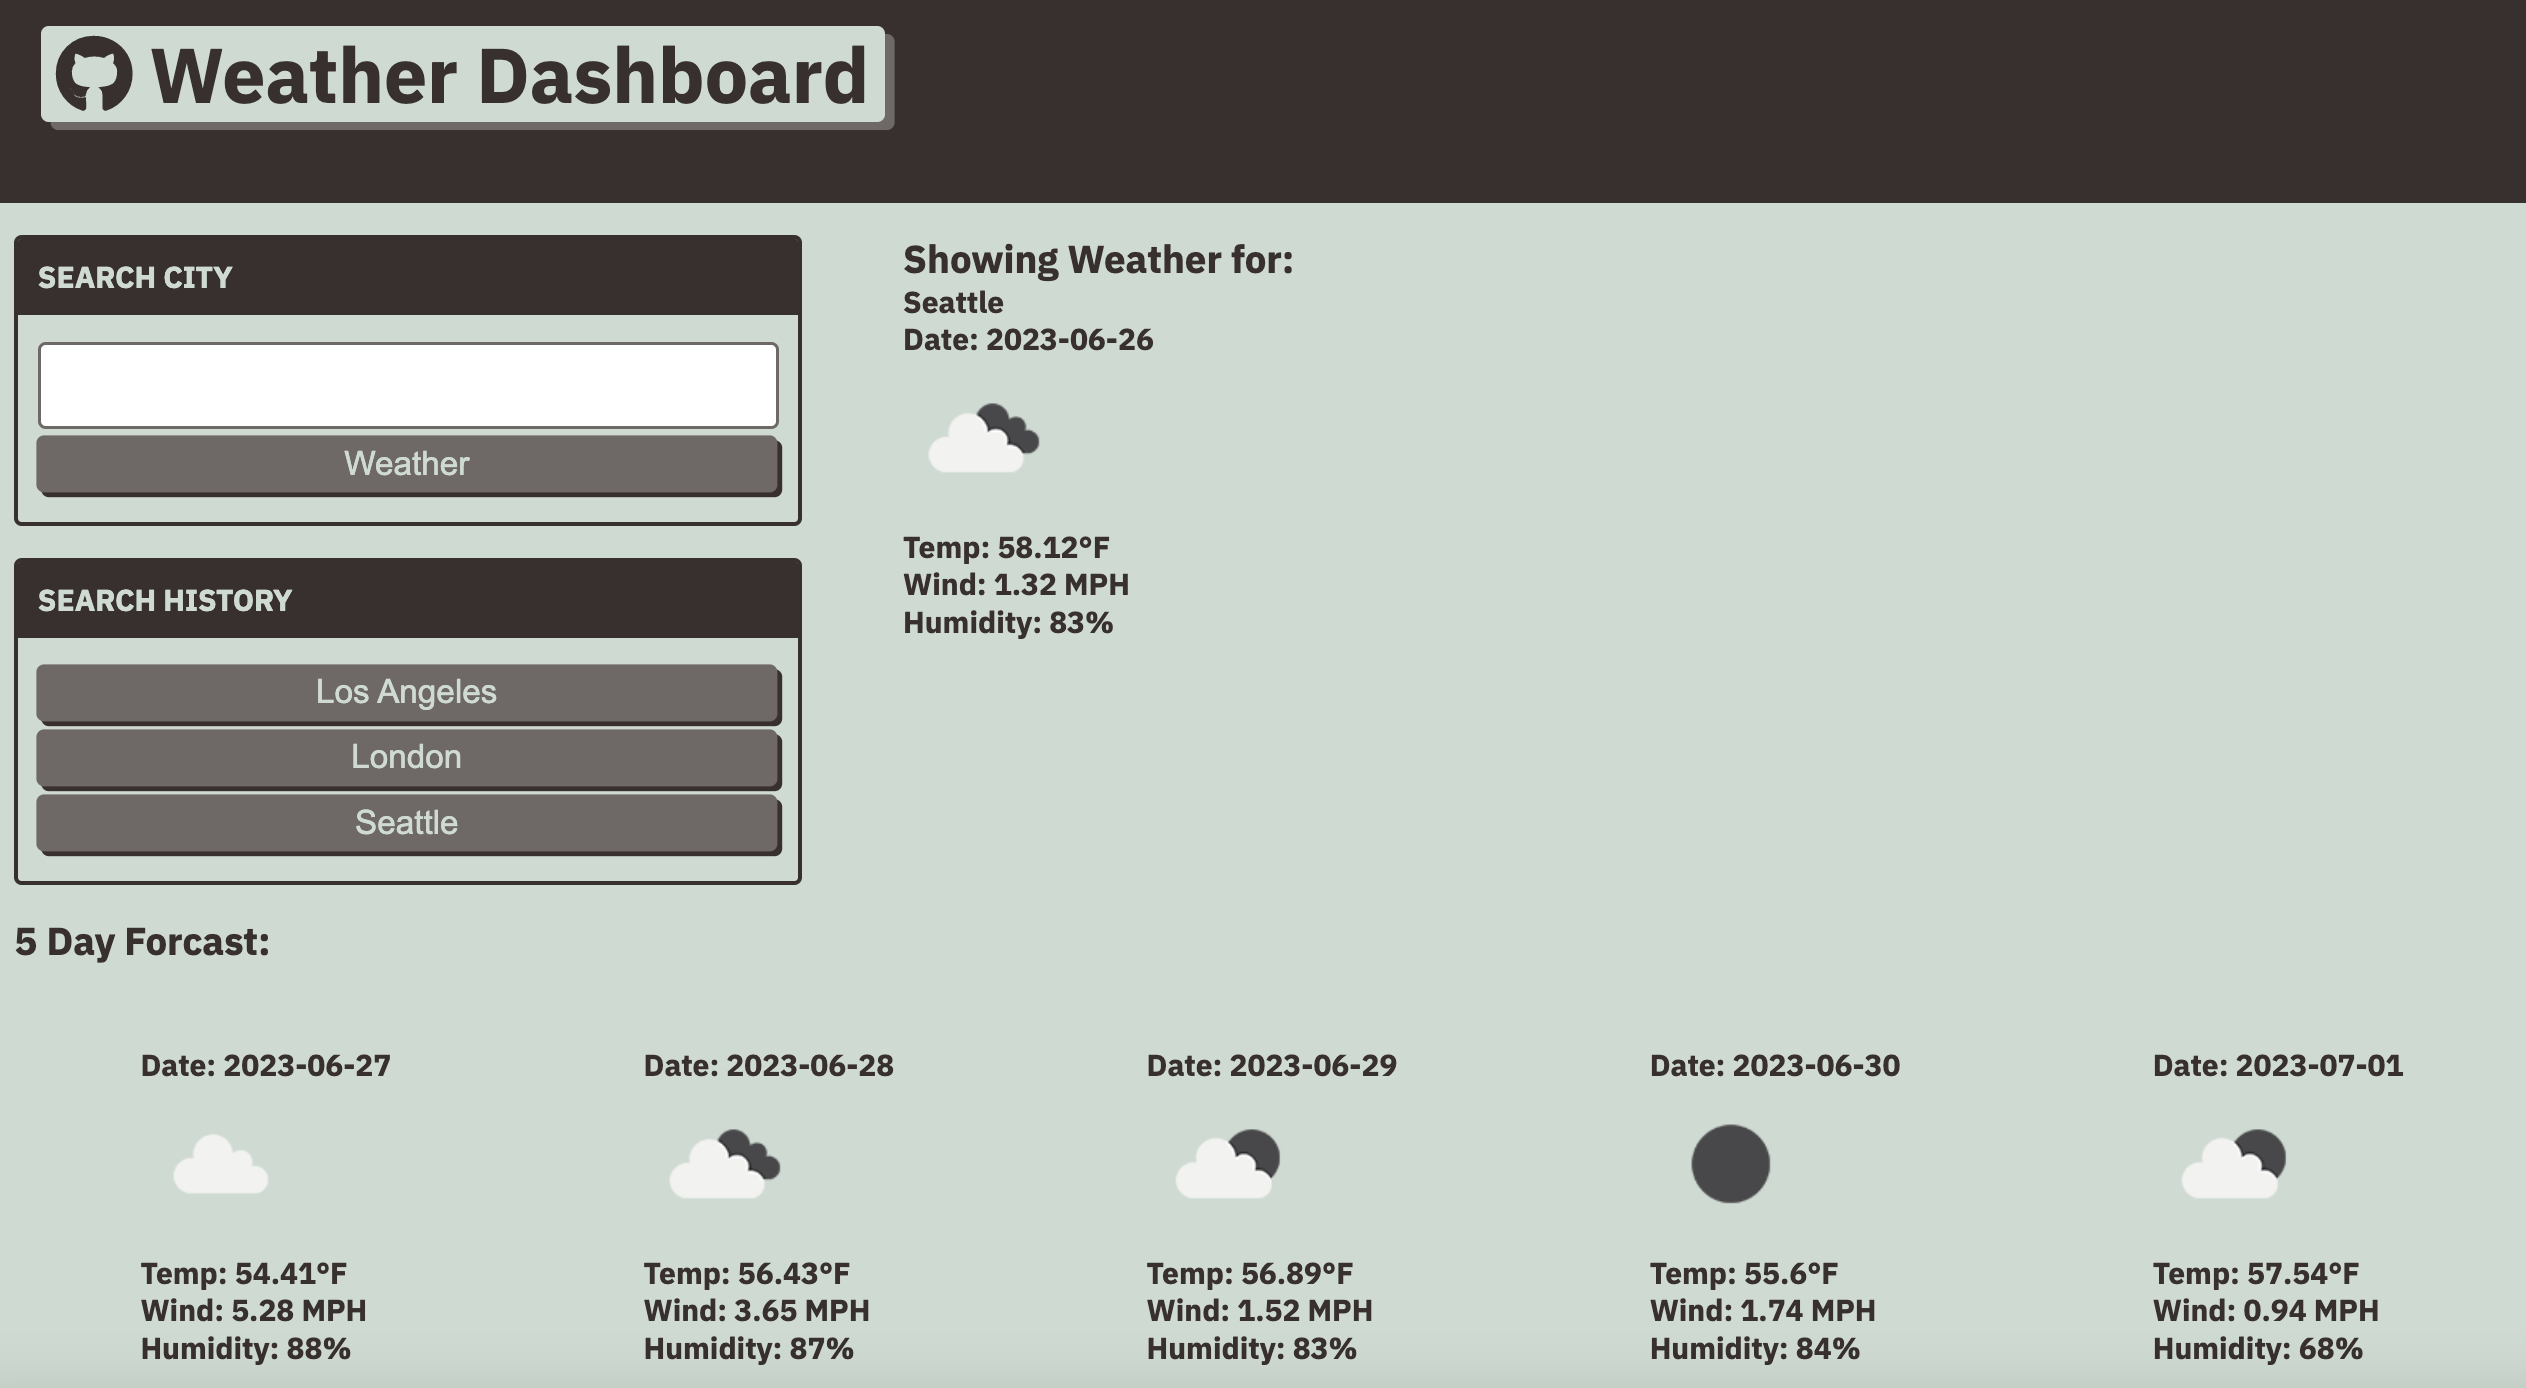 Weather Dashboard
SEARCH CITY
Weather
SEARCH HISTORY
Los Angeles
London
Seattle
Showing Weather for:
Seattle
Date: 2023-06-26
Temp: 58.12°F
Wind: 1.32 MPH
Humidity: 83%
5 Day Forcast:
Date: 2023-06-27
Temp: 54.41°F
Wind: 5.28 MPH
Humidity: 88%
Date: 2023-06-28
Temp: 56.43°F
Wind: 3.65 MPH
Humidity: 87%
Date: 2023-06-29
Temp: 56.89°F
Wind: 1.52 MPH
Humidity: 83%
Date: 2023-06-30
Temp: 55.6°F
Wind: 1.74 MPH
Humidity: 84%
Date: 2023-07-01
Temp: 57.54°F
Wind: 0.94 MPH
Humidity: 68%